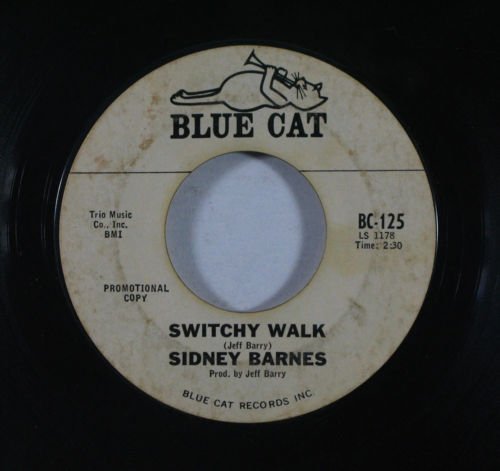 BLUE CAT
Trio Music
Co., Inc.
BMI
BC-125
LS 1178
Time: 2:30
PROMOTIONAL
COPY
SWITCHY WALK
(Jeff Barry)
SIDNEY BARNES
Prod. by Jeff Barry
BLUE CAT RECORDS INC.